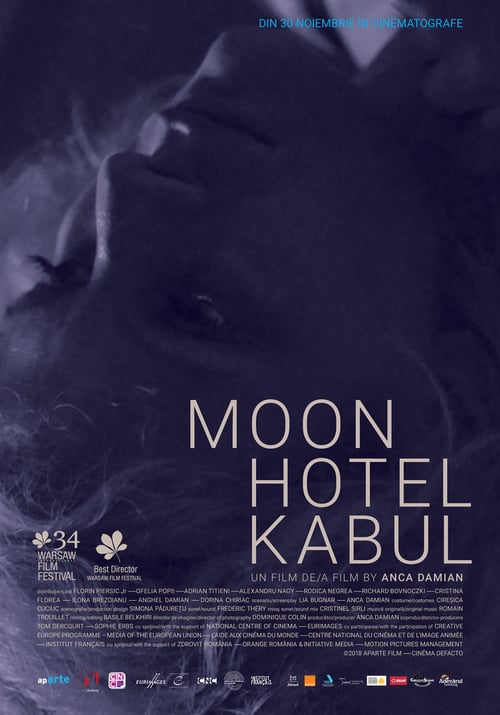 DIN 30 NOIEMBRIE ÎN CINEMATOGRAFE
MOON
HOTEL
KABUL
UN FILM DE/A FILM BY ANCA DAMIAN
34
WARSAW
FILM
FESTIVAL
Best Director
WARSAW FILM FESTIVAL
distribuția/cast FLORIN PIERSIC Jr — OFELIA POPII — ADRIAN TITIENI — ALEXANDRU NAGY — RODICA NEGREA — RICHARD BOVNOCZKI — CRISTINA
FLOREA — ILONA BREZOIANU — ANGHEL DAMIAN — DORINA CHIRIAC scenariu/screenplay LIA BUGNAR — ANCA DAMIAN costume/costumes CIREȘICA
CUCIUC scenografie/production design SIMONA PĂDUREȚU sunet/sound FREDERIC THÉRY mixaj sunet/sound mix CRISTINEL SIRLI muzică original/original music ROMAIN
TROUILLET montaj/editing BASILE BELKHIRI director de imagine/director of photography DOMINIQUE COLIN producător/producer ANCA DAMIAN coproducători/co-producers
TOM DERCOURT — SOPHIE ERBS cu sprijinul/with the support of NATIONAL CENTRE OF CINEMA — EURIMAGES cu participarea/with the participation of CREATIVE
EUROPE PROGRAMME - MEDIA OF THE EUROPEAN UNION — L'AIDE AUX CINÉMA DU MONDE — CENTRE NATIONAL DU CINÉMA ET DE L'IMAGE ANIMÉE
— INSTITUT FRANÇAIS cu sprijinul/with the support of ZDROVIT ROMÂNIA — ORANGE ROMÂNIA & INITIATIVE MEDIA — MOTION PICTURES MANAGEMENT
©2018 APARTE FILM — CINÉMA DEFACTO
aparte
CNC
EURIMAGES
CNC
INSTITUT
FRANÇAIS